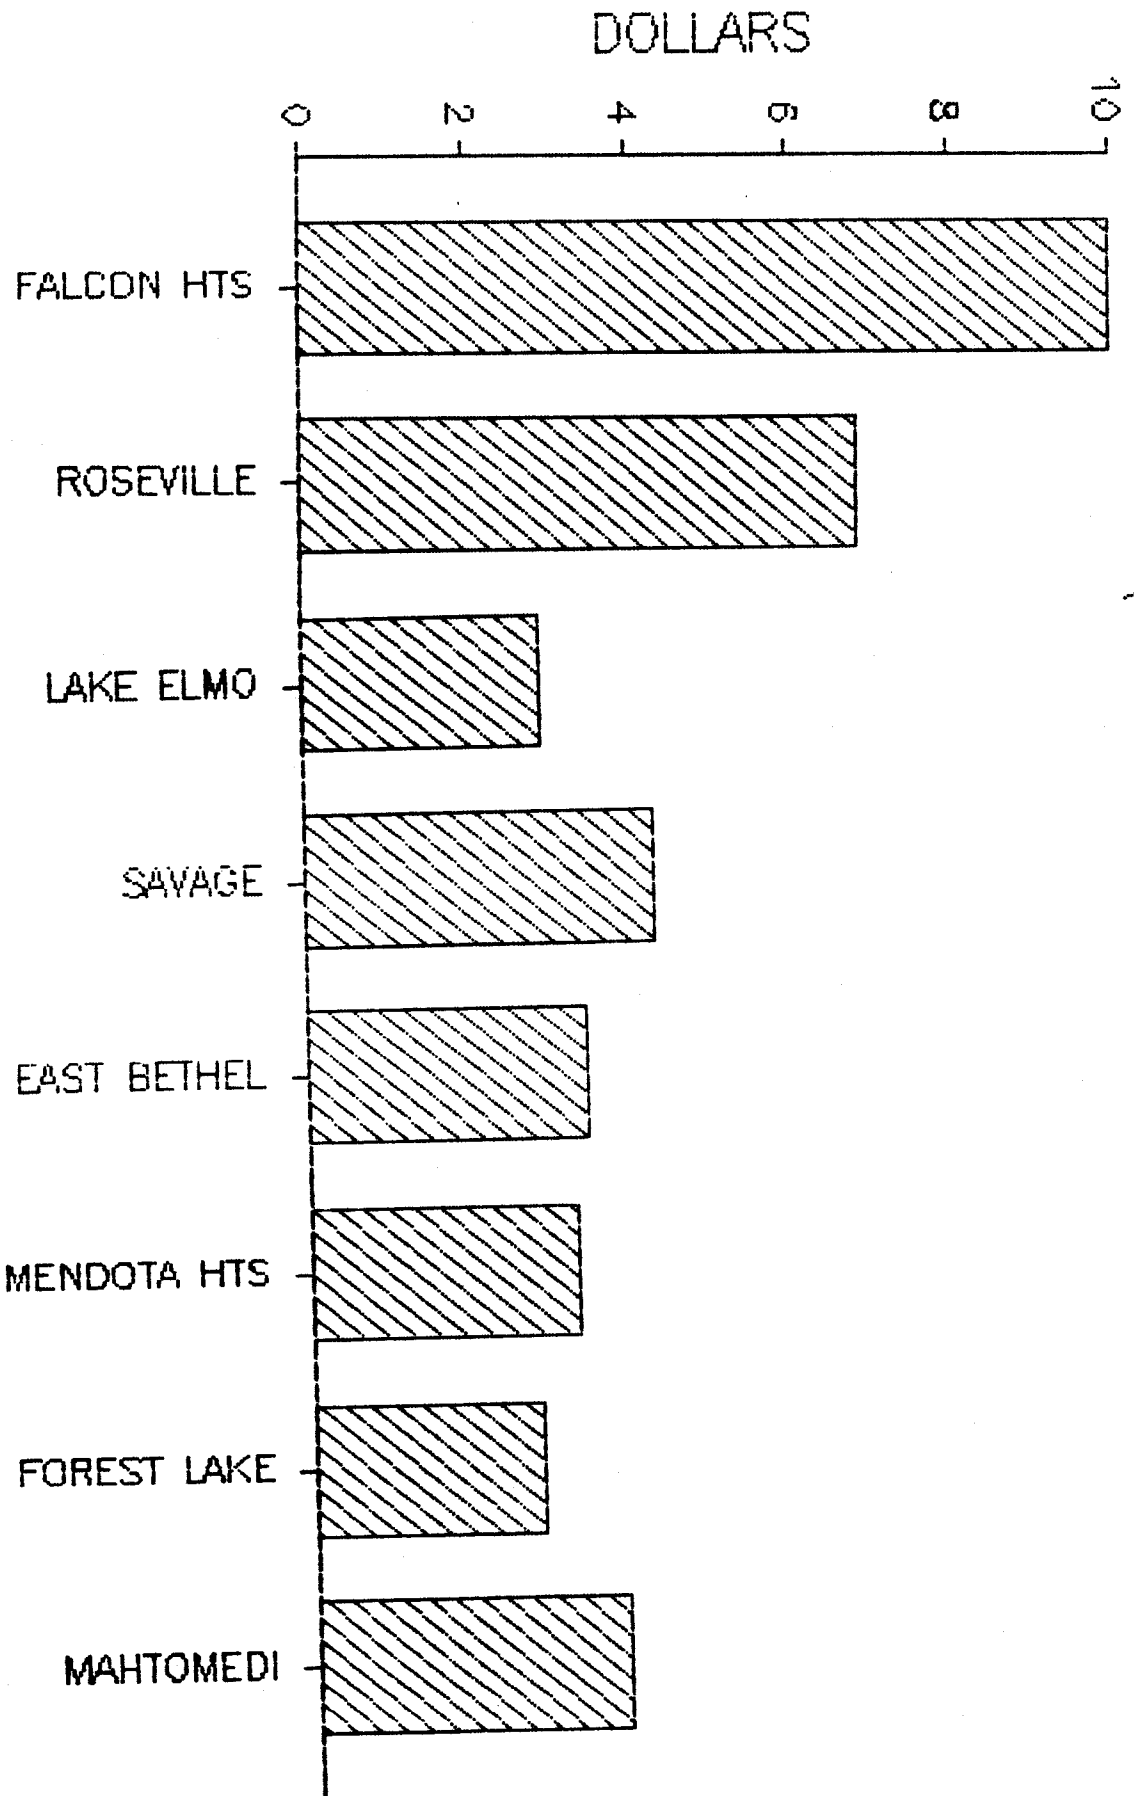 DOLLARS
0 2 4 6 8 10
FALCON HTS
ROSEVILLE
LAKE ELMO
SAVAGE
EAST BETHEL
MENDOTA HTS
FOREST LAKE
MAHTOMEDI